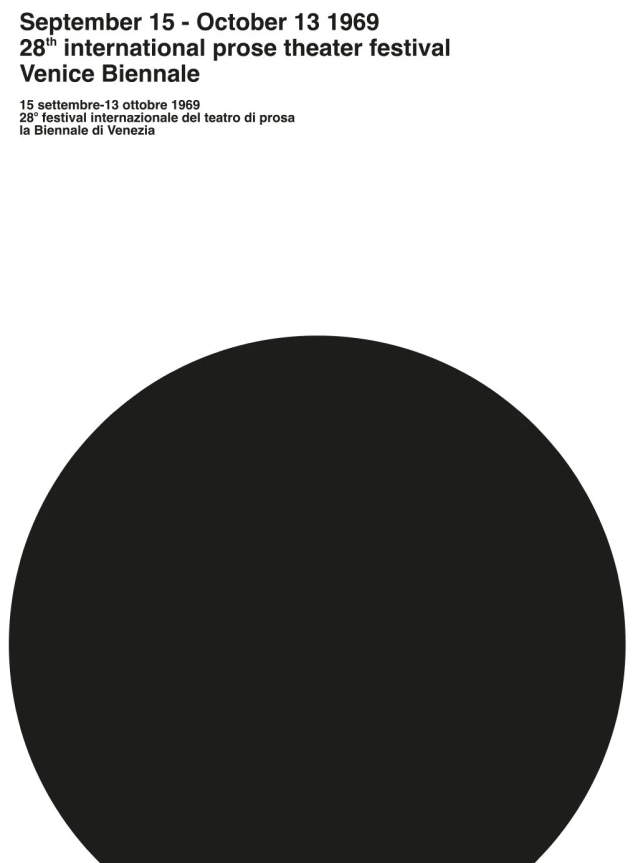 September 15 - October 13 1969
28th international prose theater festival
Venice Biennale
15 settembre-13 ottobre 1969
28° festival internazionale del teatro di prosa
la Biennale di Venezia